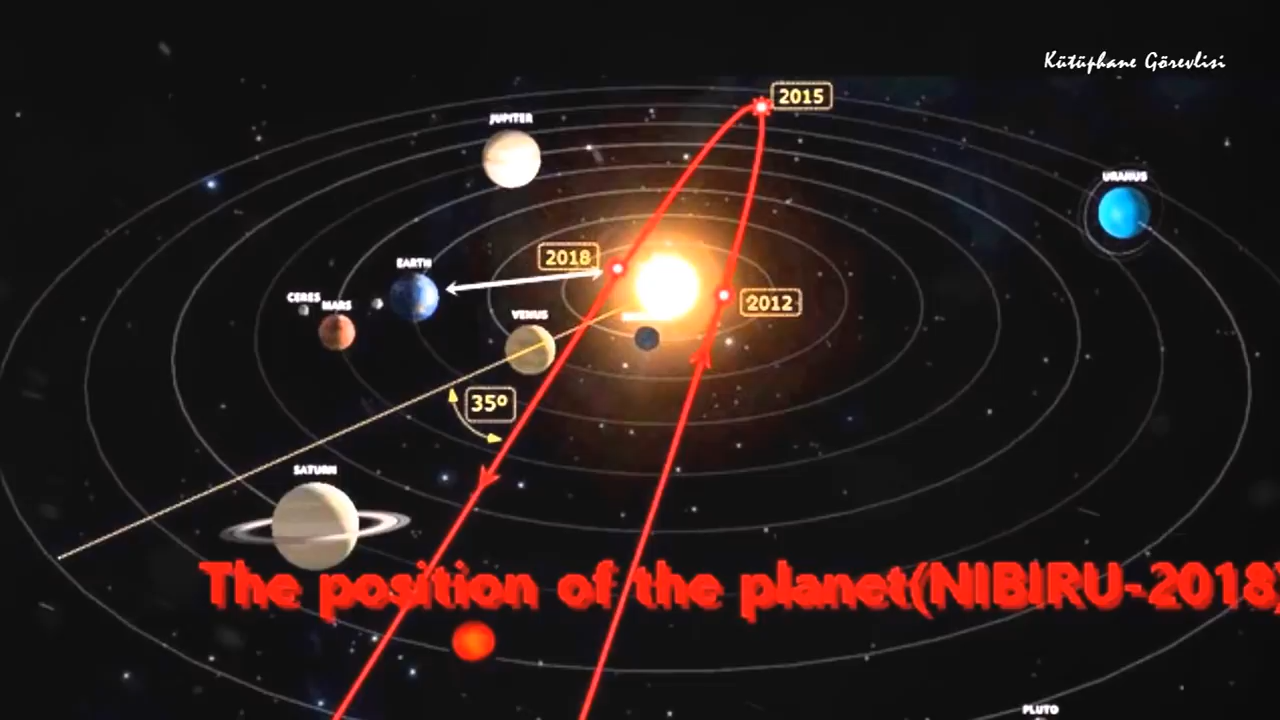 Kütüphane Görevlisi
2015
JUPITER
URANUS
2018
EARTH
CERES
MARS
2012
VENUS
35º
SATURN
The position of the planet(NIBIRU-2018)
PLUTO